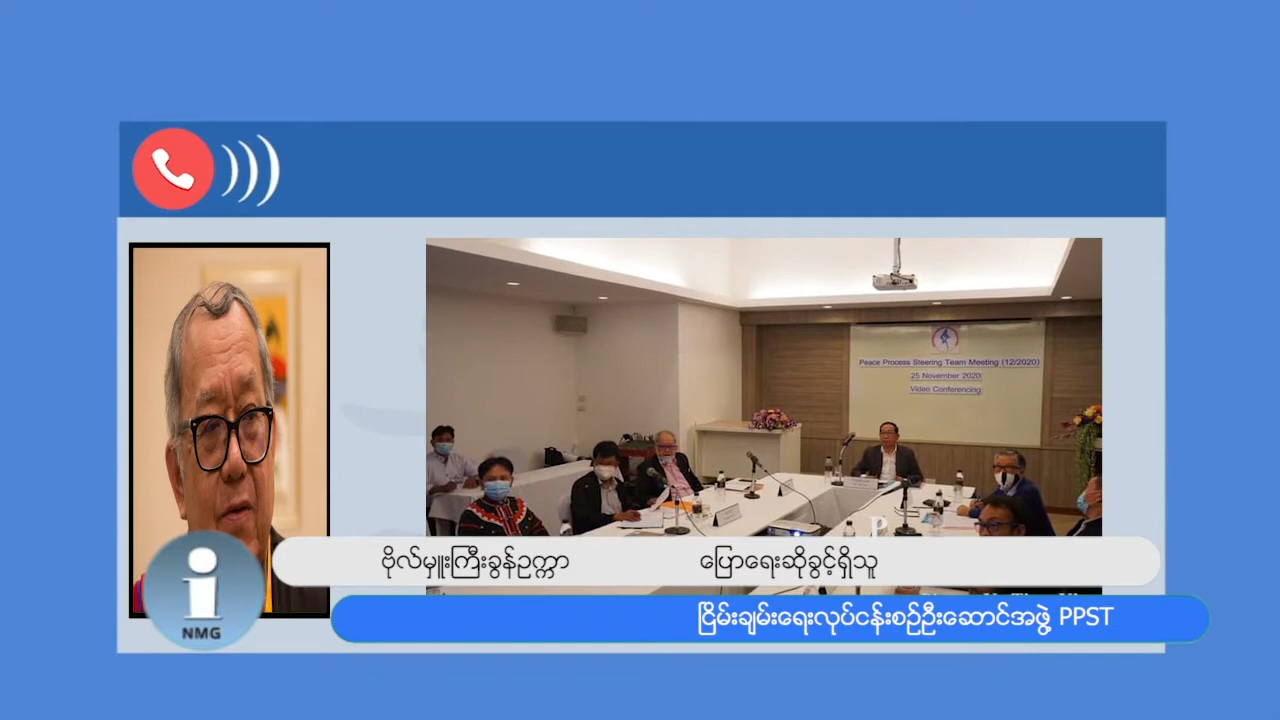 Peace Process Steering Team Meeting (12/2020)
25 November 2020
Video Conferencing
P
ဗိုလ်မှူးကြီးခွန်ဥက္ကာ ပြောရေးဆိုခွင့်ရှိသူ
ငြိမ်းချမ်းရေးလုပ်ငန်းစဉ်ဦးဆောင်အဖွဲ့ PPST
NMG